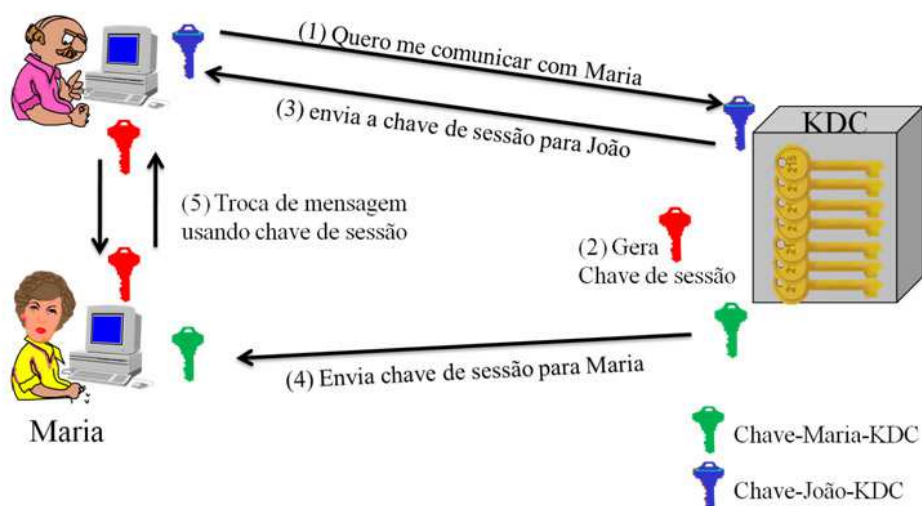 (1) Quero me comunicar com Maria
(3) envia a chave de sessão para João
KDC
(5) Troca de mensagem
usando chave de sessão
(2) Gera
Chave de sessão
(4) Envia chave de sessão para Maria
Maria
Chave-Maria-KDC
Chave-João-KDC